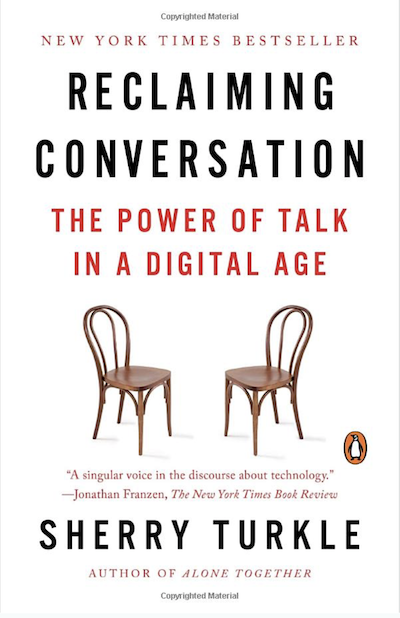 Copyrighted Material
NEW YORK TIMES BESTSELLER
RECLAIMING
CONVERSATION
THE POWER OF TALK
IN A DIGITAL AGE
“A singular voice in the discourse about technology.”
—Jonathan Franzen, The New York Times Book Review
SHERRY TURKLE
AUTHOR OF ALONE TOGETHER
Copyrighted Material